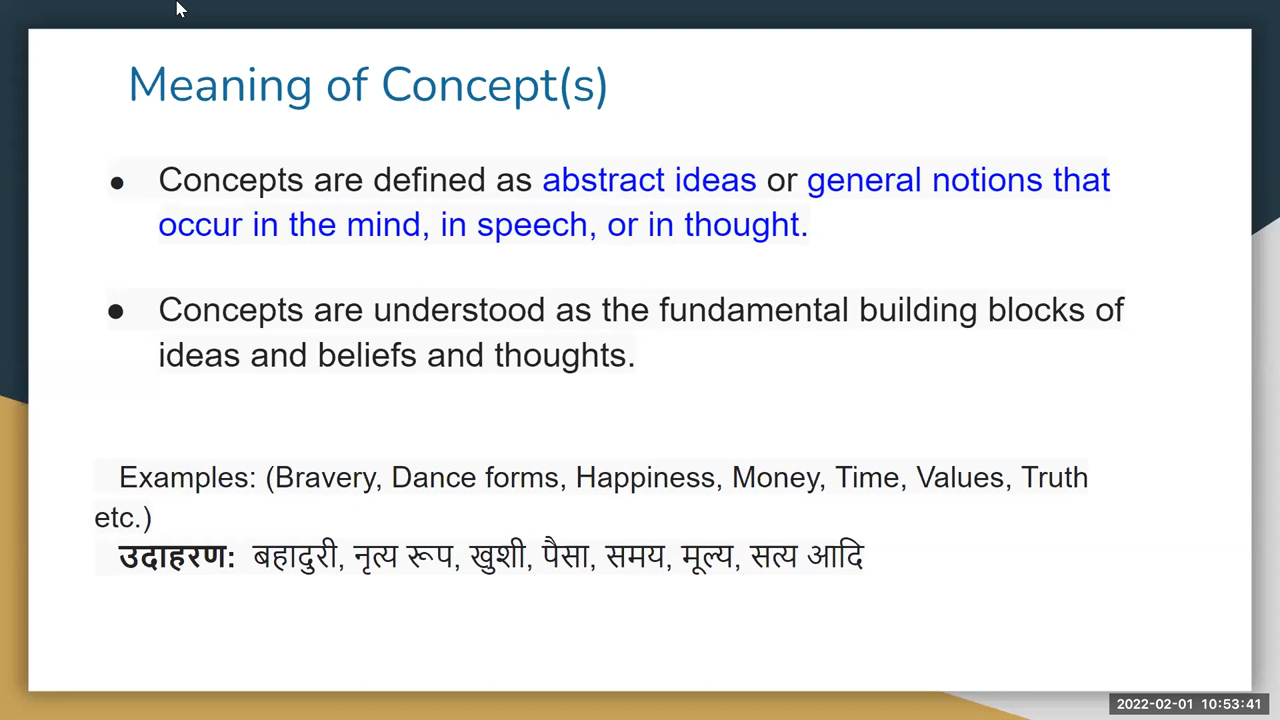 Meaning of Concept(s)
● Concepts are defined as abstract ideas or general notions that
occur in the mind, in speech, or in thought.
● Concepts are understood as the fundamental building blocks of
ideas and beliefs and thoughts.
Examples: (Bravery, Dance forms, Happiness, Money, Time, Values, Truth
etc.)
उदाहरण: बहादुरी, नृत्य रूप, खुशी, पैसा, समय, मूल्य, सत्य आदि
2022-02-01 10:53:41